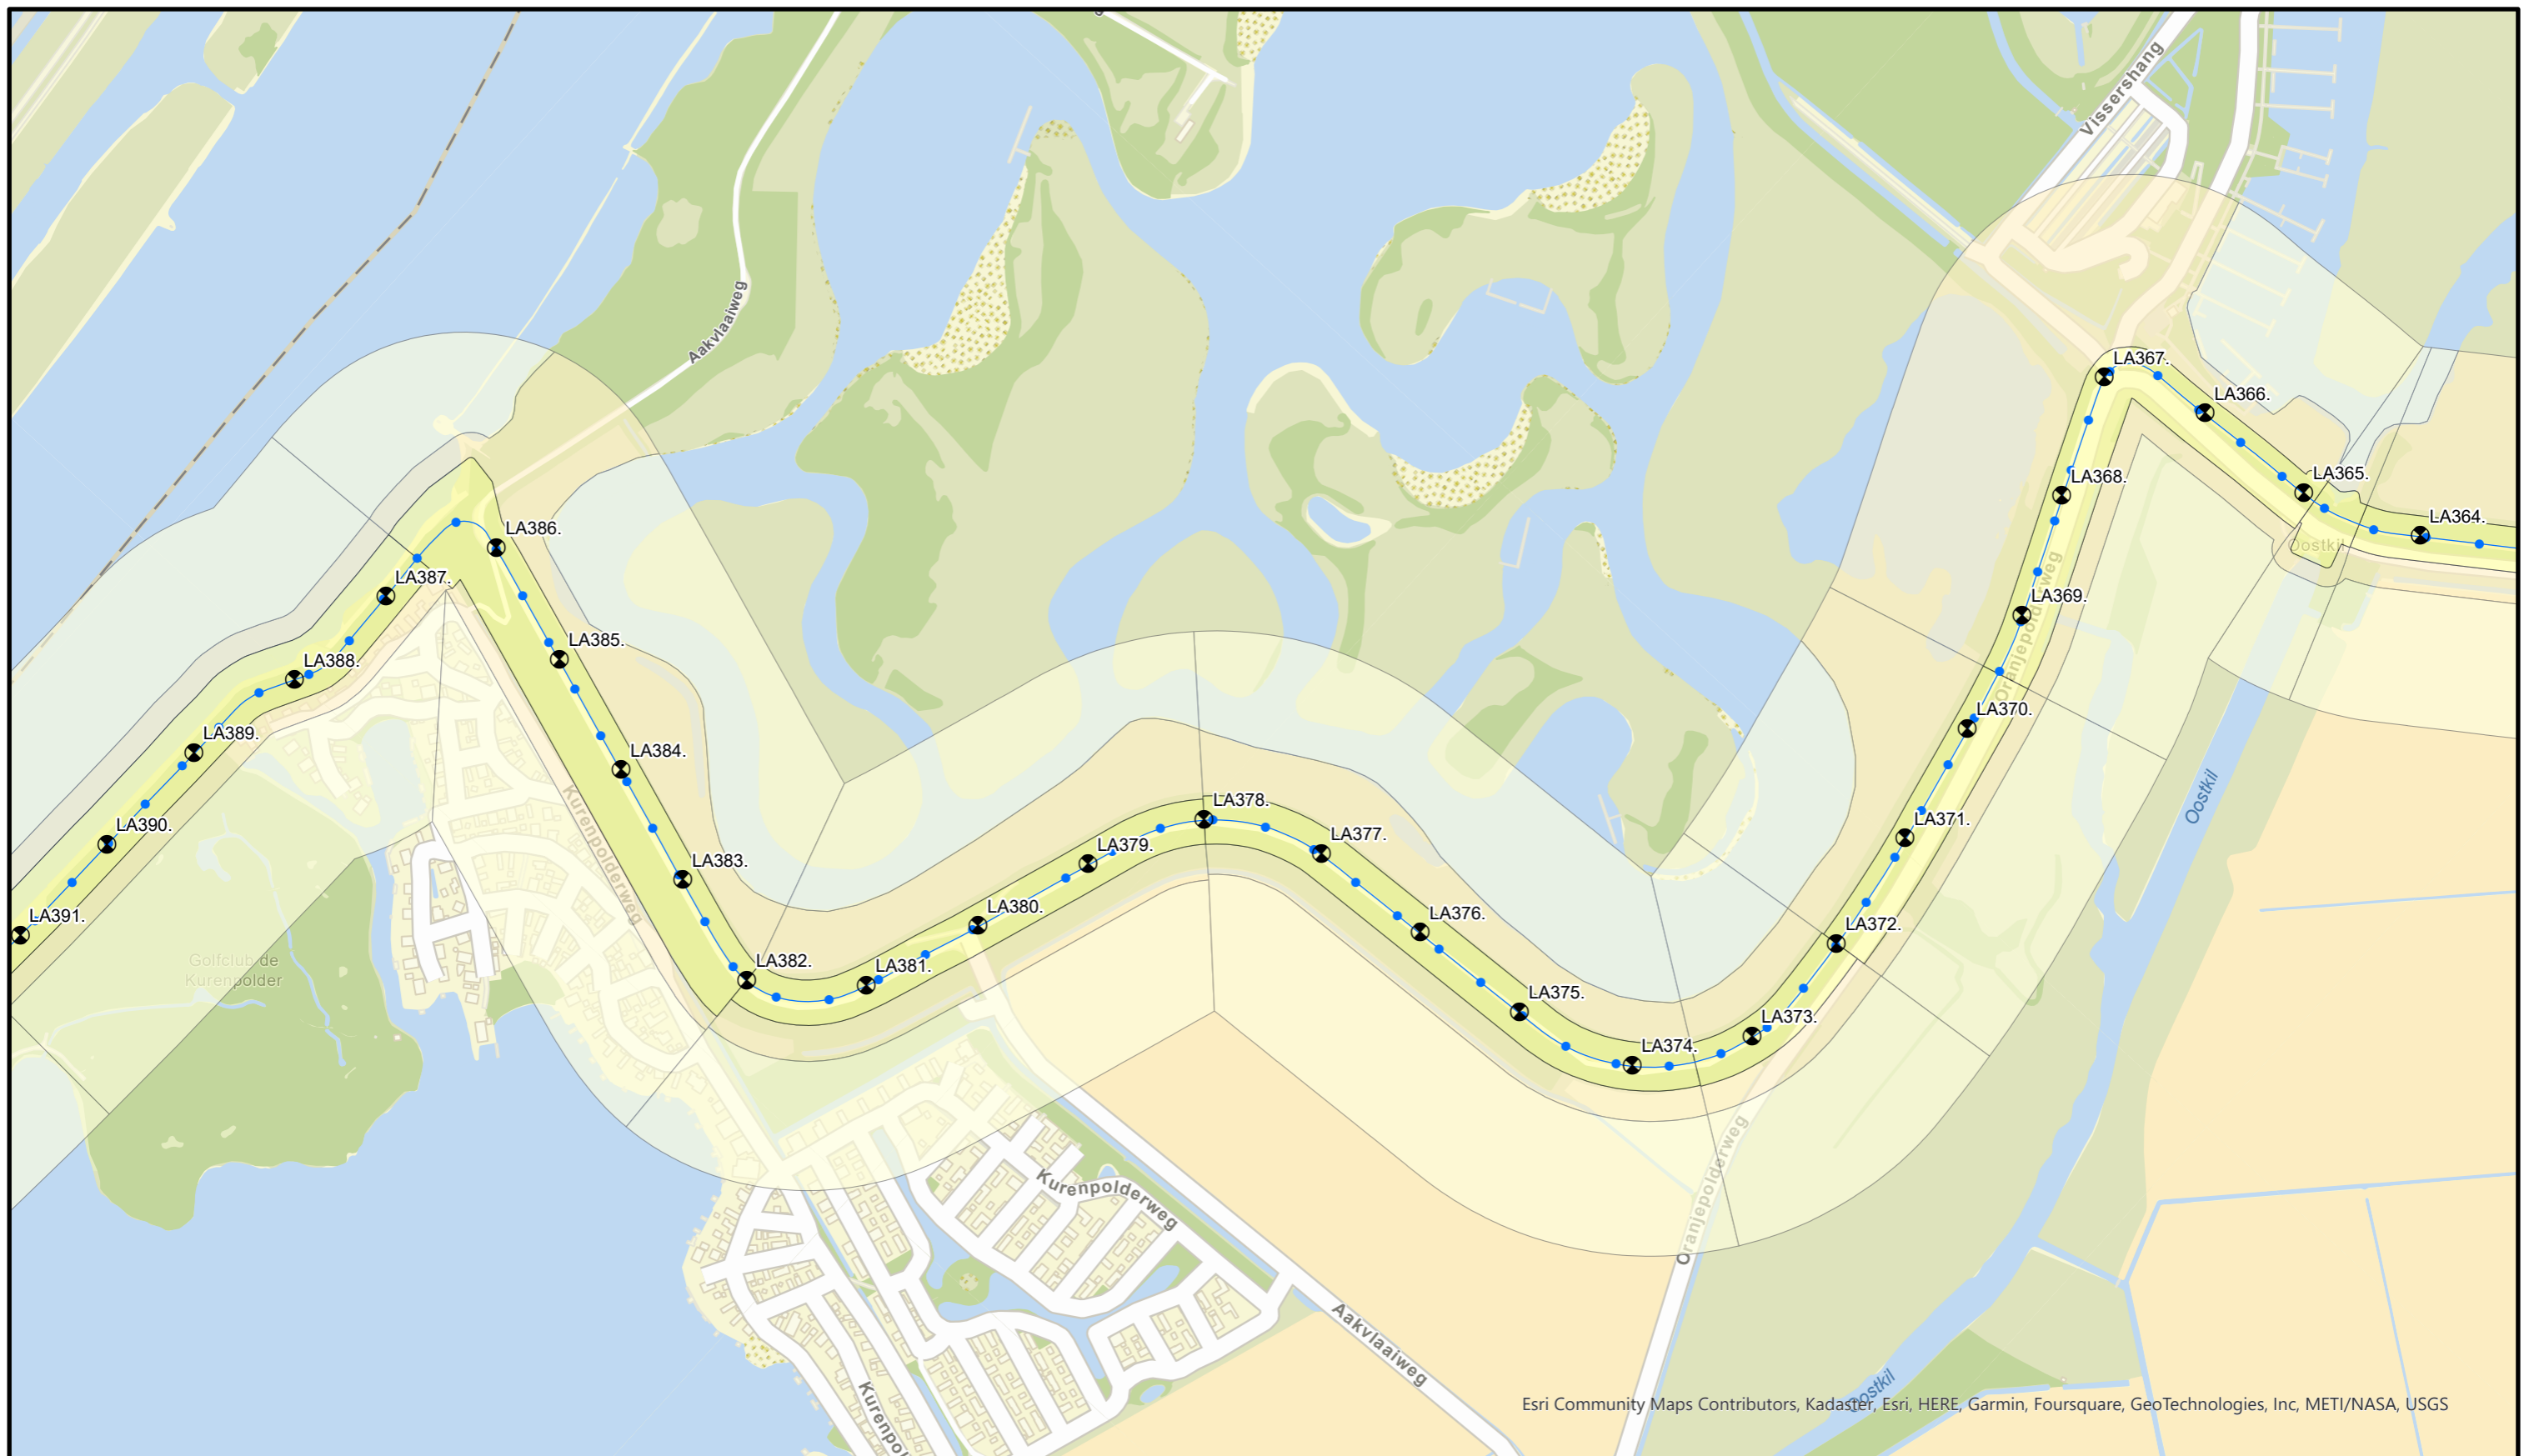 Vissershang
Aakvlaaiweg
LA367.
LA366.
LA365.
LA368.
LA364.
Oostkil
LA386.
LA387.
LA369.
Oranjepolderweg
LA385.
LA388.
LA370.
LA389.
LA384.
Oostkil
LA378.
LA390.
Kurenpolderweg
LA377.
LA371.
LA379.
LA383.
LA391.
LA380.
LA376.
LA372.
Golfclub de
Kurenpolder
LA382.
LA381.
LA375.
LA373.
LA374.
Kurenpolderweg
Oranjepolderweg
Aakvlaaiweg
Kurenpol
Oostkil
Esri Community Maps Contributors, Kadaster, Esri, HERE, Garmin, Foursquare, GeoTechnologies, Inc, METI/NASA, USGS